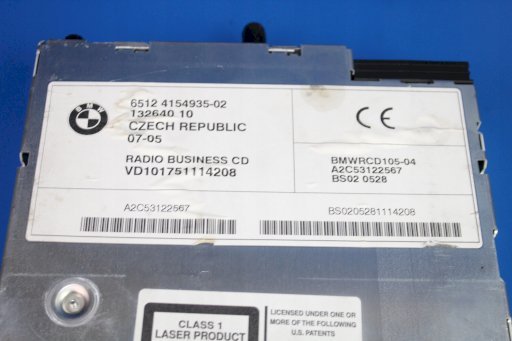 BMW
6512 4154935-02
132640 10
CZECH REPUBLIC
07-05
RADIO BUSINESS CD
VD101751114208
A2C53122567
CE
BMWRCD105-04
A2C53122567
BS02 0528
BS0205281114208
CLASS 1
LASER PRODUCT
LICENSED UNDER ONE OR
MORE OF THE FOLLOWING
U.S. PATENTS